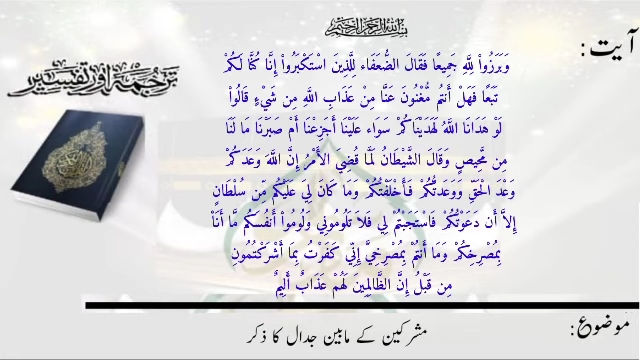 بسم الله الرحمن الرحيم
آیت:
ترجمہ اور تفسیر
وَبَرَزُواْ لِلّهِ جَمِيعًا فَقَالَ الضُّعَفَاء لِلَّذِينَ اسْتَكْبَرُواْ إِنَّا كُنَّا لَكُمْ
تَبَعًا فَهَلْ أَنتُم مُّغْنُونَ عَنَّا مِنْ عَذَابِ اللّهِ مِن شَيْءٍ قَالُواْ
لَوْ هَدَانَا اللّهُ لَهَدَيْنَاكُمْ سَوَاء عَلَيْنَا أَجَزِعْنَا أَمْ صَبَرْنَا مَا لَنَا
مِن مَّحِيصٍ وَقَالَ الشَّيْطَانُ لَمَّا قُضِيَ الأَمْرُ إِنَّ اللّهَ وَعَدَكُمْ
وَعْدَ الْحَقِّ وَوَعَدتُّكُمْ فَأَخْلَفْتُكُمْ وَمَا كَانَ لِيَ عَلَيْكُم مِّن سُلْطَانٍ
إِلاَّ أَن دَعَوْتُكُمْ فَاسْتَجَبْتُمْ لِي فَلاَ تَلُومُونِي وَلُومُواْ أَنفُسَكُم مَّا أَنَاْ
بِمُصْرِخِكُمْ وَمَا أَنتُمْ بِمُصْرِخِيَّ إِنِّي كَفَرْتُ بِمَا أَشْرَكْتُمُونِ
مِن قَبْلُ إِنَّ الظَّالِمِينَ لَهُمْ عَذَابٌ أَلِيمٌ
موضوع:
مشرکین کے مابین جدال کا ذکر